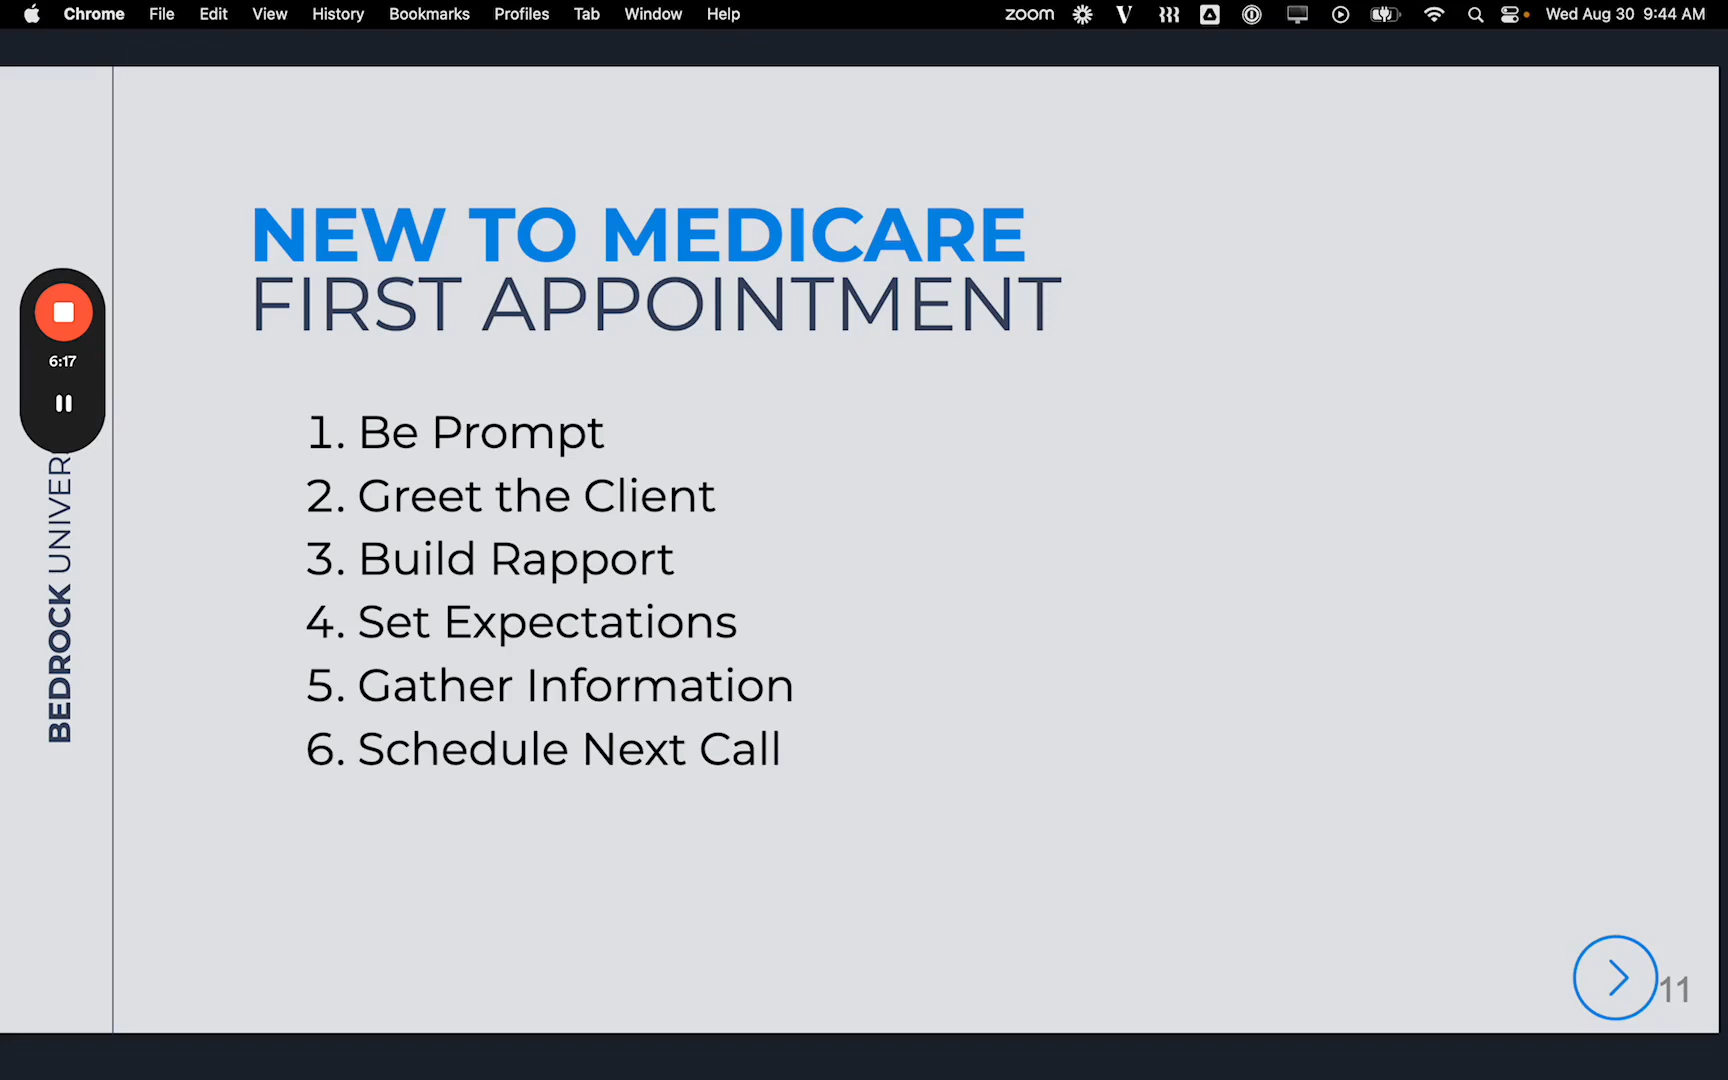 Chrome File Edit View History Bookmarks Profiles Tab Window Help zoom Wed Aug 30 9:44 AM
NEW TO MEDICARE
FIRST APPOINTMENT
6:17
BEDROCK UNIVER
1. Be Prompt
2. Greet the Client
3. Build Rapport
4. Set Expectations
5. Gather Information
6. Schedule Next Call
11